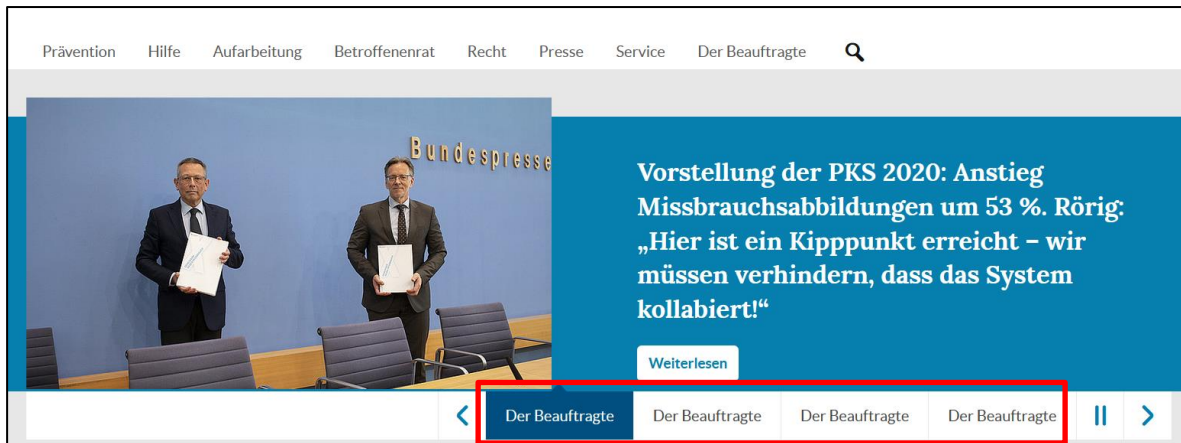 Prävention Hilfe Aufarbeitung Betroffenenrat Recht Presse Service Der Beauftragte
Bundespresse
Vorstellung der PKS 2020: Anstieg
Missbrauchsabbildungen um 53 %. Rörig:
„Hier ist ein Kipppunkt erreicht – wir
müssen verhindern, dass das System
kollabiert!“
Weiterlesen
Der Beauftragte Der Beauftragte Der Beauftragte Der Beauftragte